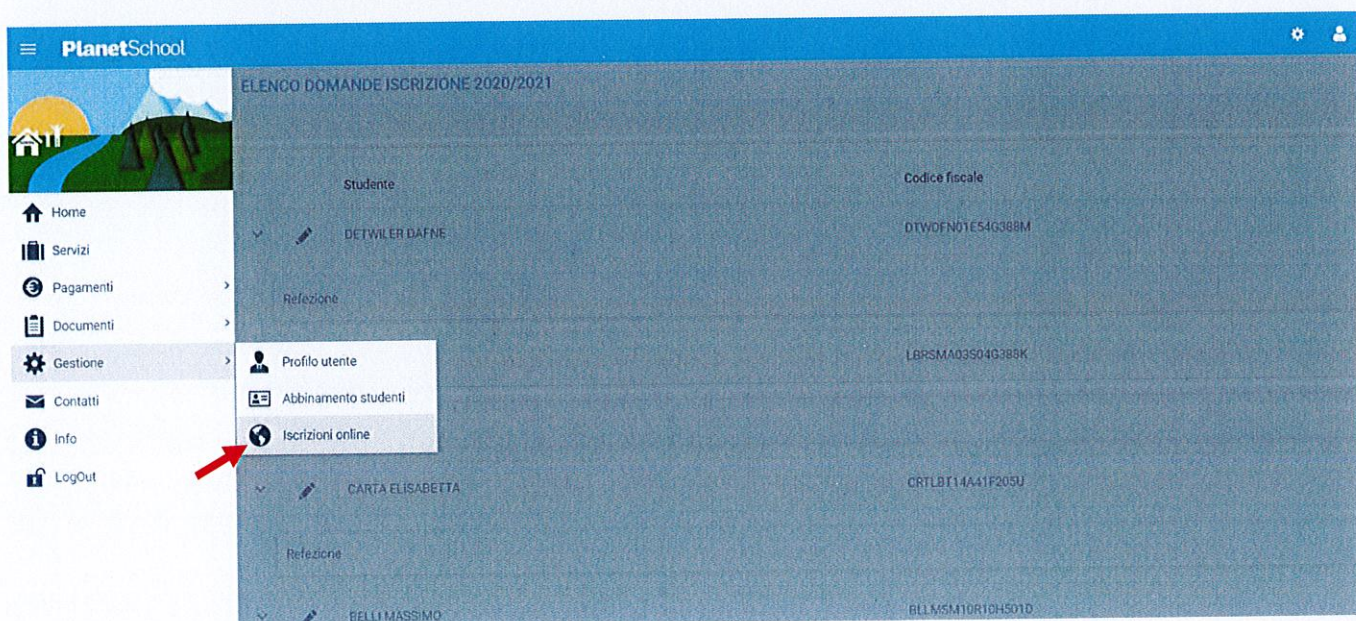 PlanetSchool
ELENCO DOMANDE ISCRIZIONE 2020/2021
Studente
Codice fiscale
Home
DETWILER DAFNE
DTWDFN01E54G388M
Servizi
Pagamenti
Refezione
Documenti
Gestione
Profilo utente
LBRSMA03S04G388K
Abbinamento studenti
Contatti
Iscrizioni online
Info
LogOut
CARTA ELISABETTA
CRTLBT14A41F205U
Refezione
BELLI MASSIMO
BLLMSM10R10H501D